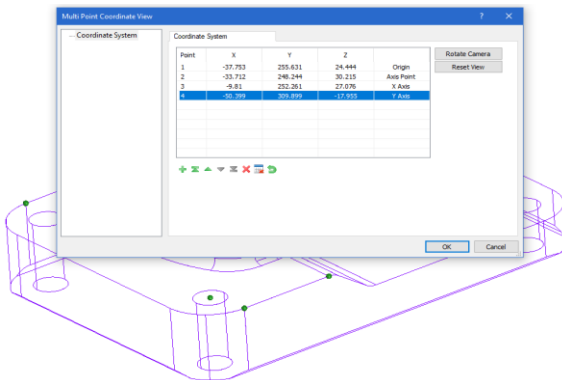 Multi Point Coordinate View
? ×
Coordinate System
Coordinate System
Point X Y Z
1 -37.753 255.631 24.444 Origin
2 -33.712 248.244 30.215 Axis Point
3 -9.81 252.261 27.076 X Axis
4 -50.399 309.899 -17.955 Y Axis
Rotate Camera
Reset View
OK Cancel